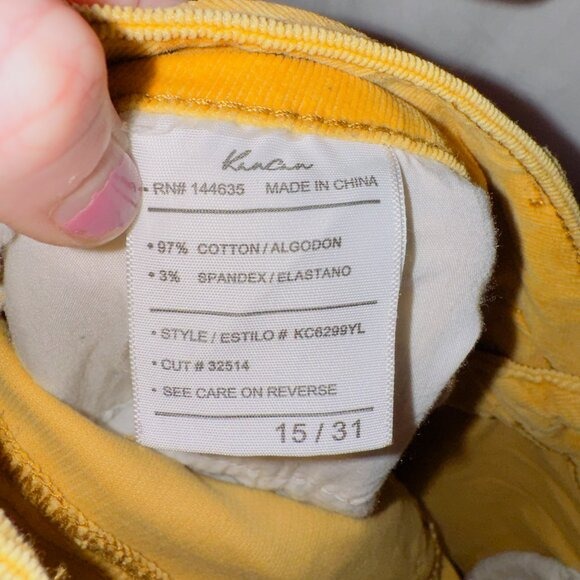 Kancan
RN# 144635 MADE IN CHINA
• 97% COTTON / ALGODON
• 3% SPANDEX / ELASTANO
• STYLE / ESTILO # KC6299YL
• CUT # 32514
• SEE CARE ON REVERSE
15 / 31